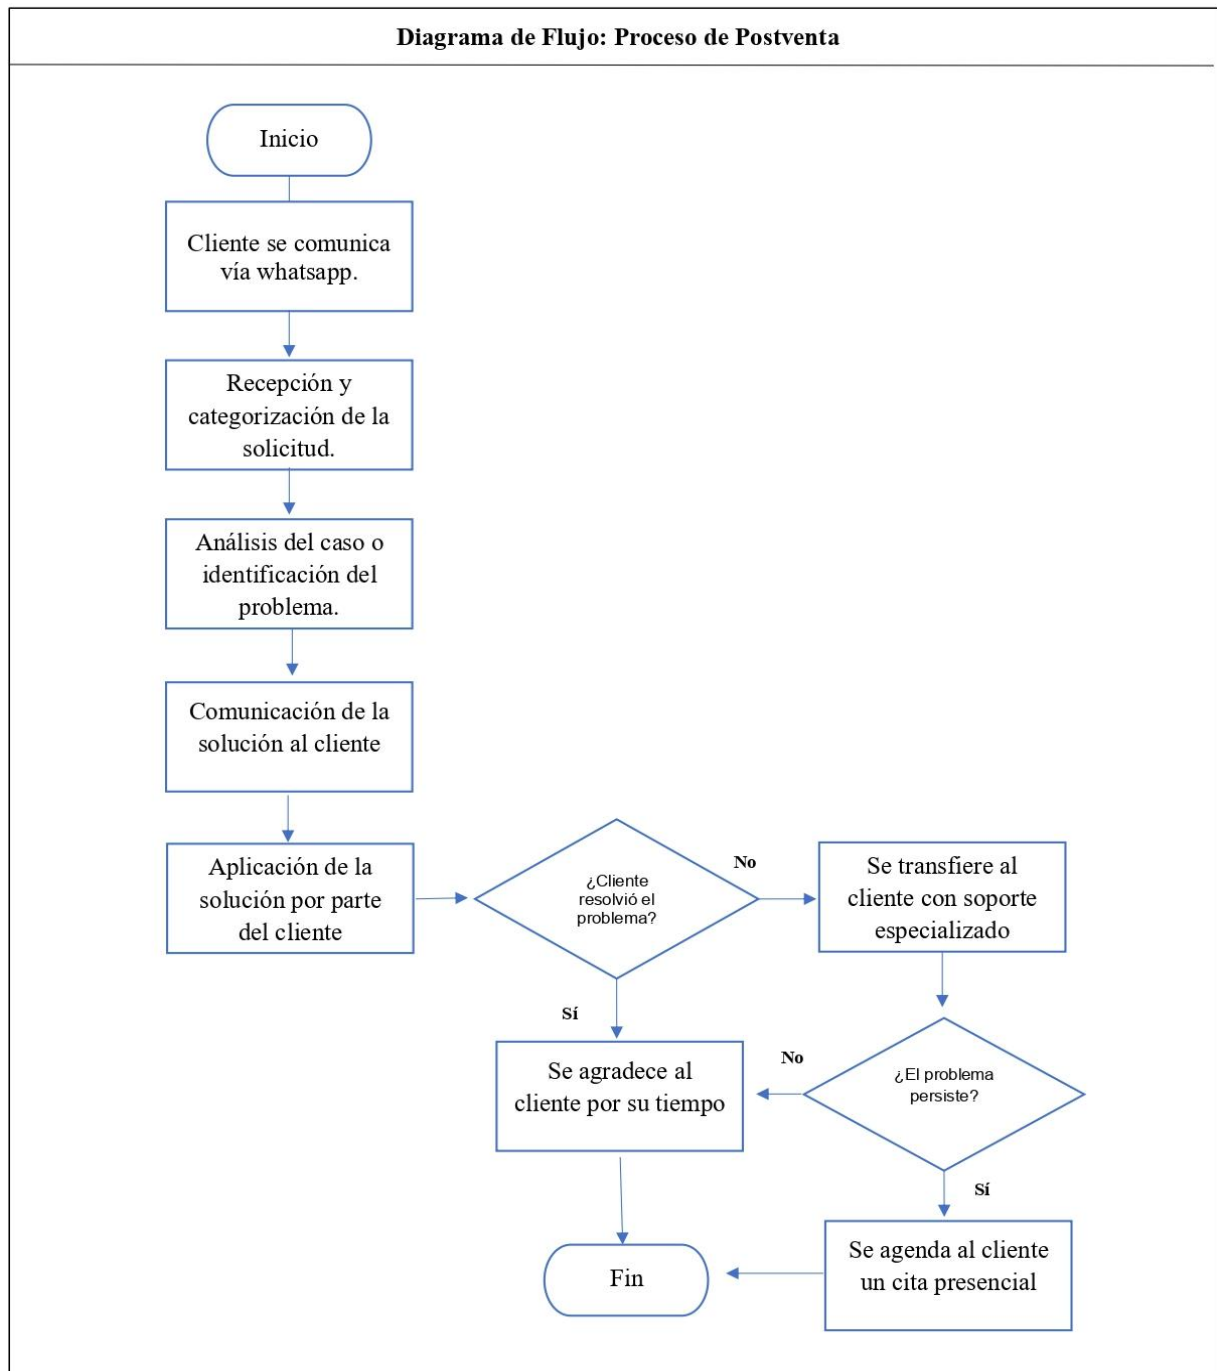 Diagrama de Flujo: Proceso de Postventa
Inicio
Cliente se comunica
vía whatsapp.
Recepción y
categorización de la
solicitud.
Análisis del caso o
identificación del
problema.
Comunicación de la
solución al cliente
Aplicación de la
solución por parte
del cliente
¿Cliente
resolvió el
problema?
No
Se transfiere al
cliente con soporte
especializado
Sí
Se agradece al
cliente por su tiempo
No
¿El problema
persiste?
Sí
Se agenda al cliente
un cita presencial
Fin